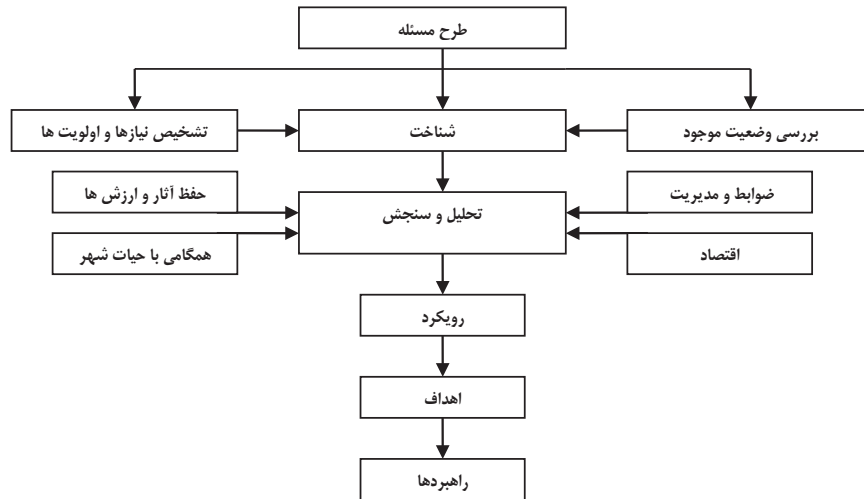 طرح مسئله
بررسی وضعیت موجود
شناخت
تشخیص نیازها و اولویت ها
ضوابط و مدیریت
تحلیل و سنجش
حفظ آثار و ارزش ها
اقتصاد
همگامی با حیات شهر
رویکرد
اهداف
راهبردها